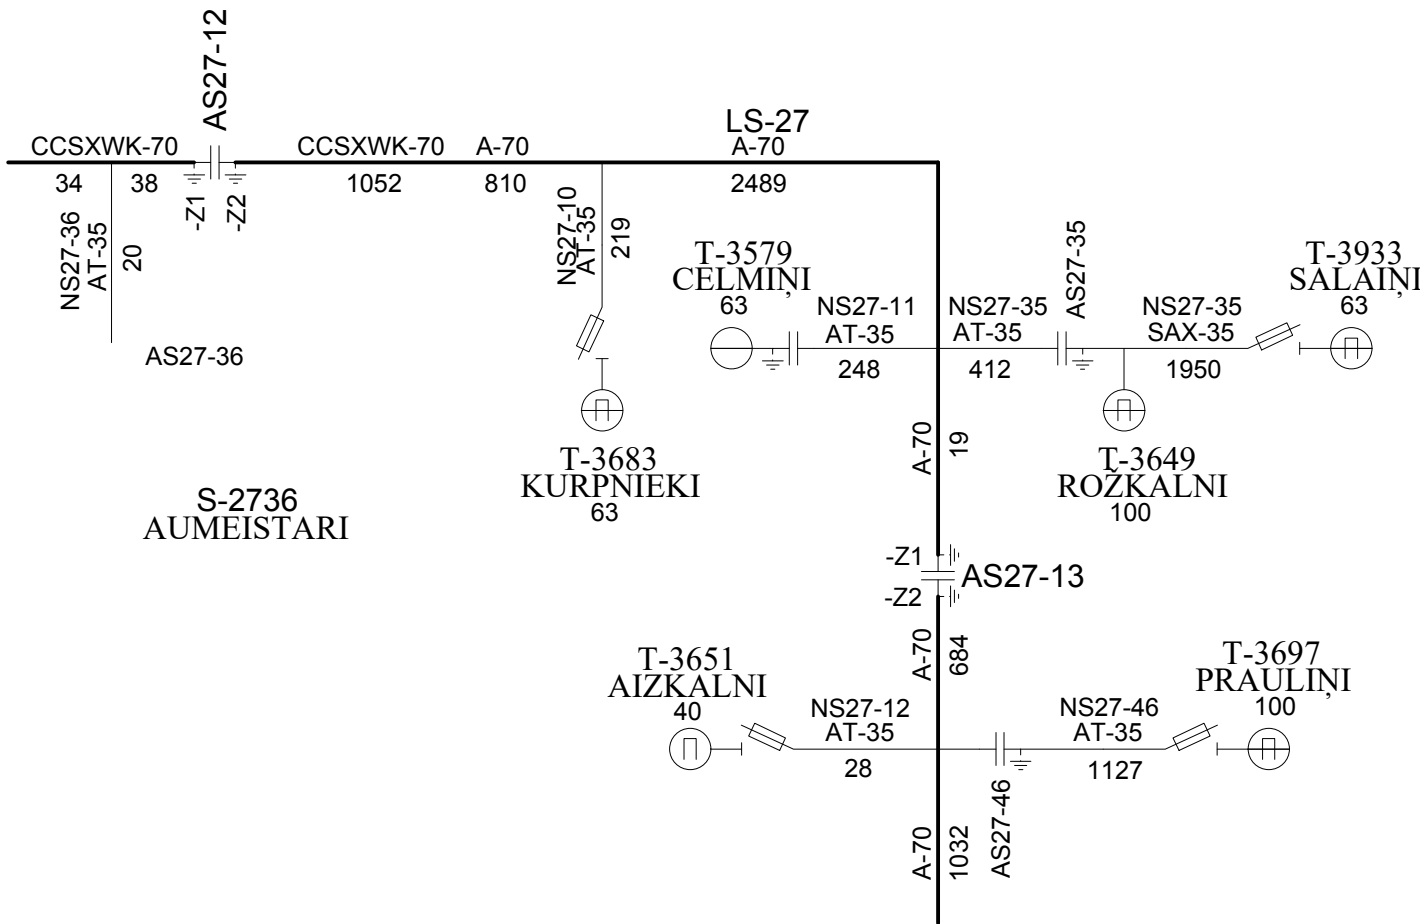 AS27-12
LS-27
CCSXWK-70
CCSXWK-70
A-70
A-70
34
38
1052
810
2489
-Z1
-Z2
NS27-36
AT-35
20
NS27-10
AT-35
219
AS27-36
T-3579
CELMIŅI
63
NS27-11
AT-35
248
NS27-35
AT-35
412
AS27-35
NS27-35
SAX-35
1950
T-3933
SALAIŅI
63
A-70
19
T-3683
KURPNIEKI
63
T-3649
ROŽKALNI
100
S-2736
AUMEISTARI
-Z1
AS27-13
-Z2
A-70
684
T-3651
AIZKALNI
40
NS27-12
AT-35
28
NS27-46
AT-35
1127
T-3697
PRAULIŅI
100
AS27-46
A-70
1032